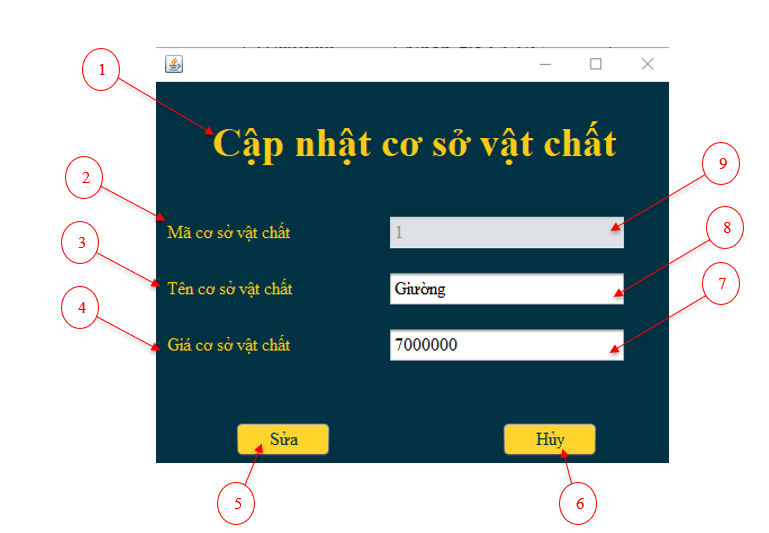 1
Cập nhật cơ sở vật chất
2
9
Mã cơ sở vật chất
1
3
8
Tên cơ sở vật chất
Giường
4
7
Giá cơ sở vật chất
7000000
Sửa
Hủy
5
6